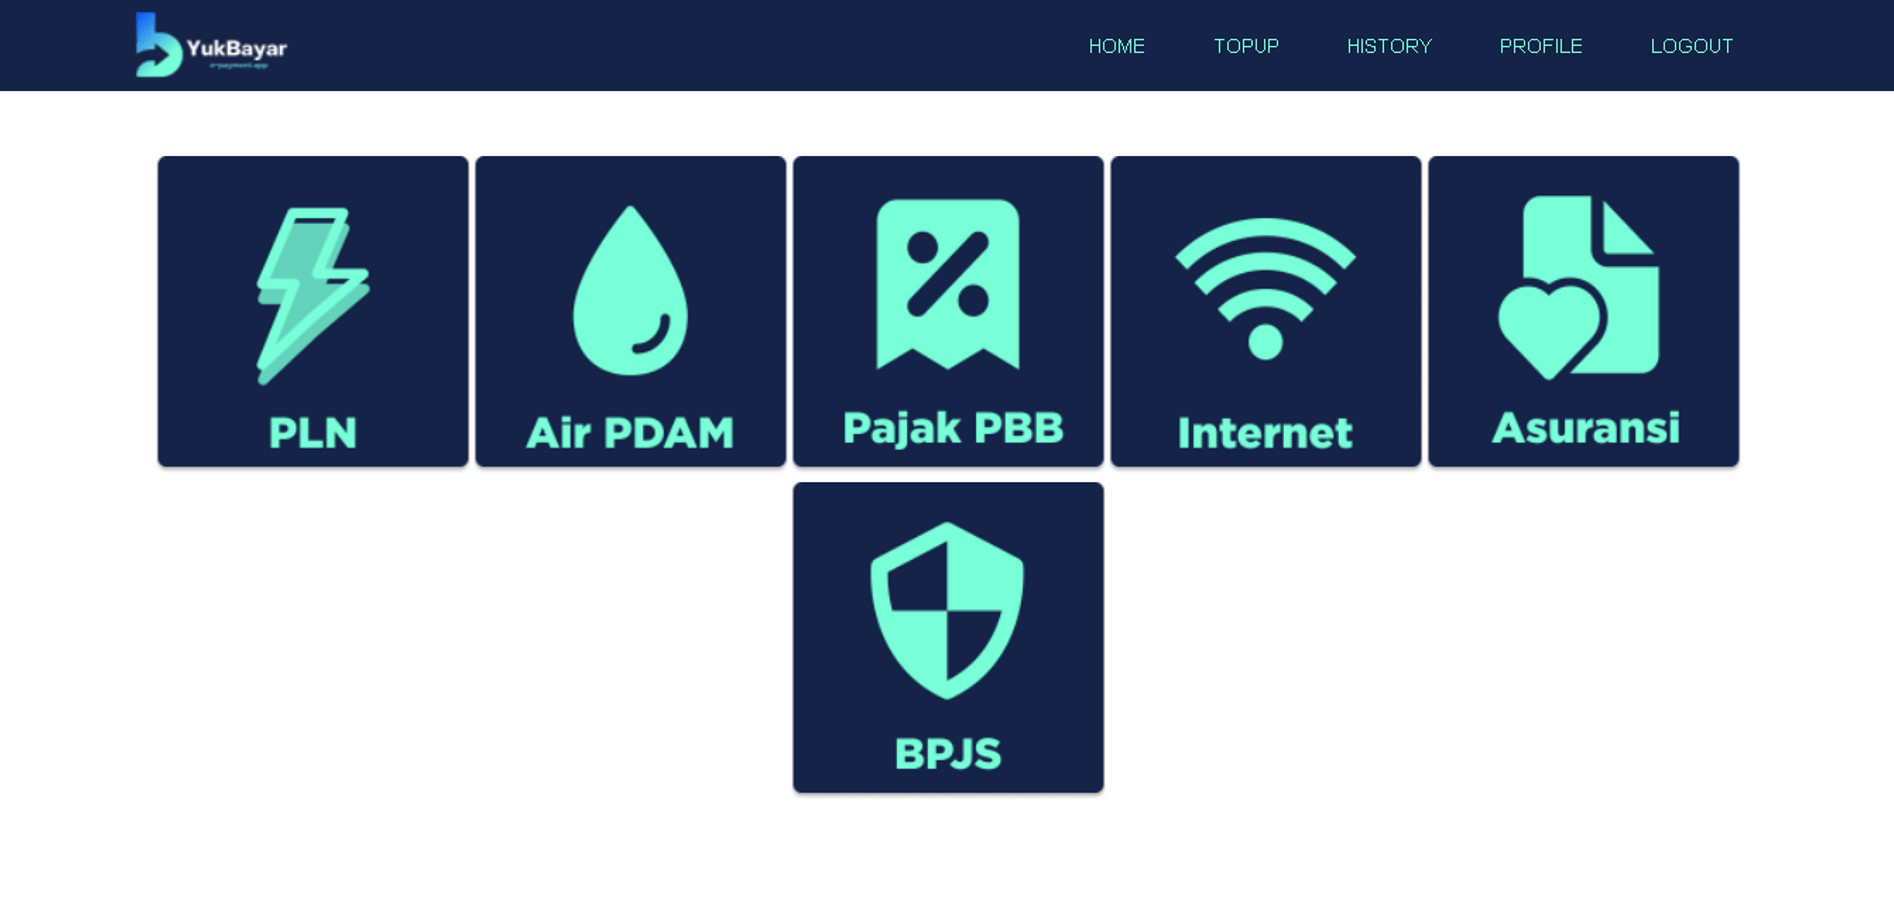 YukBayar
e-payment app
HOME
TOPUP
HISTORY
PROFILE
LOGOUT
PLN
Air PDAM
Pajak PBB
Internet
Asuransi
BPJS